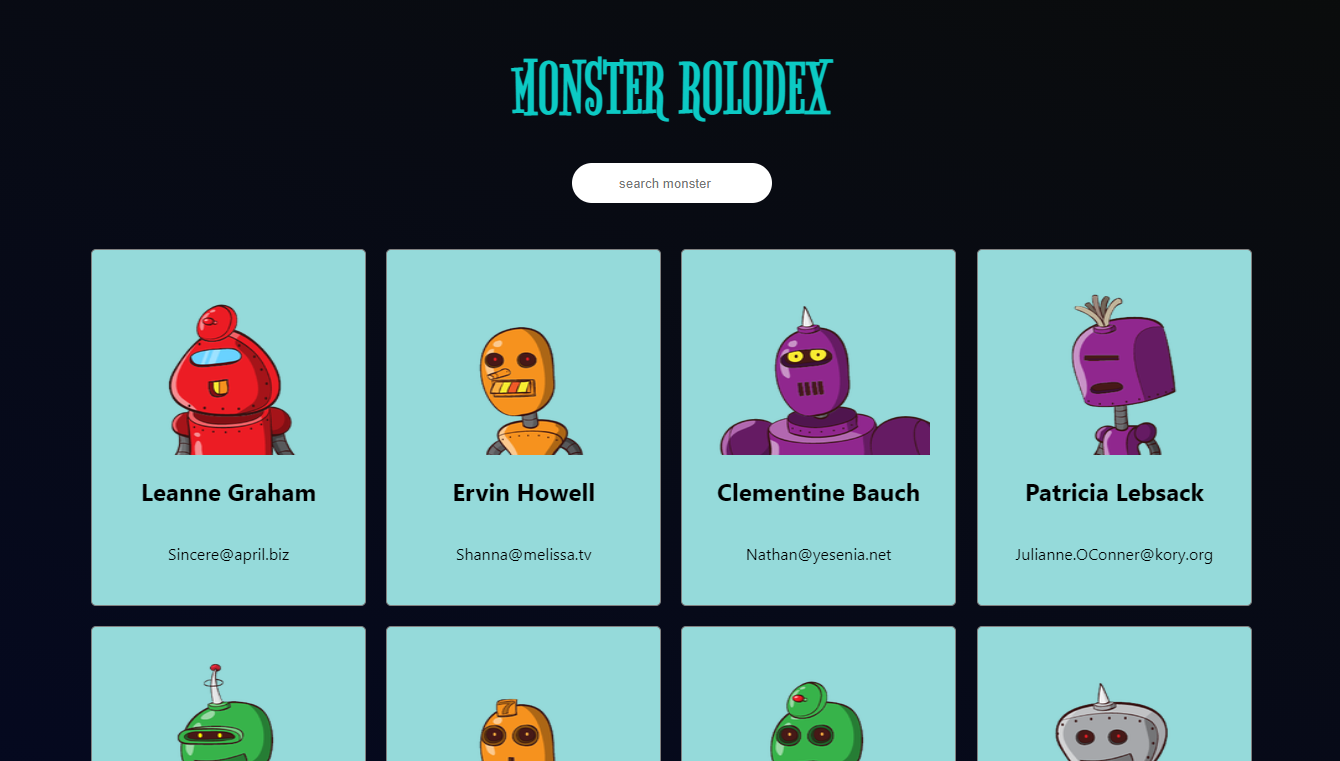 MONSTER ROLODEX
search monster
Leanne Graham
Ervin Howell
Clementine Bauch
Patricia Lebsack
Sincere@april.biz
Shanna@melissa.tv
Nathan@yesenia.net
Julianne.OConner@kory.org
7